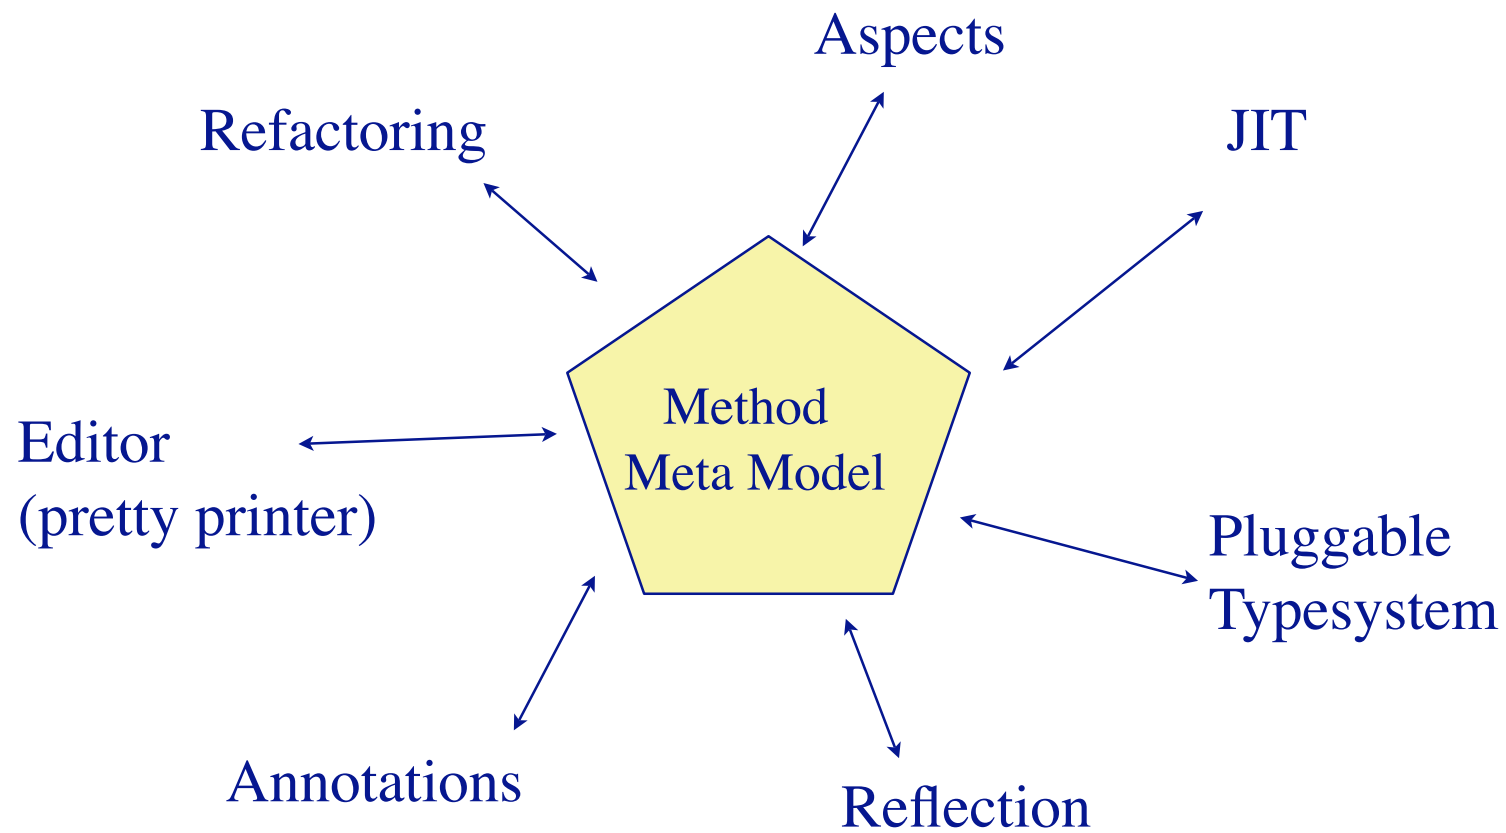 Aspects
Refactoring
JIT
Method
Meta Model
Editor
(pretty printer)
Pluggable
Typesystem
Annotations
Reflection